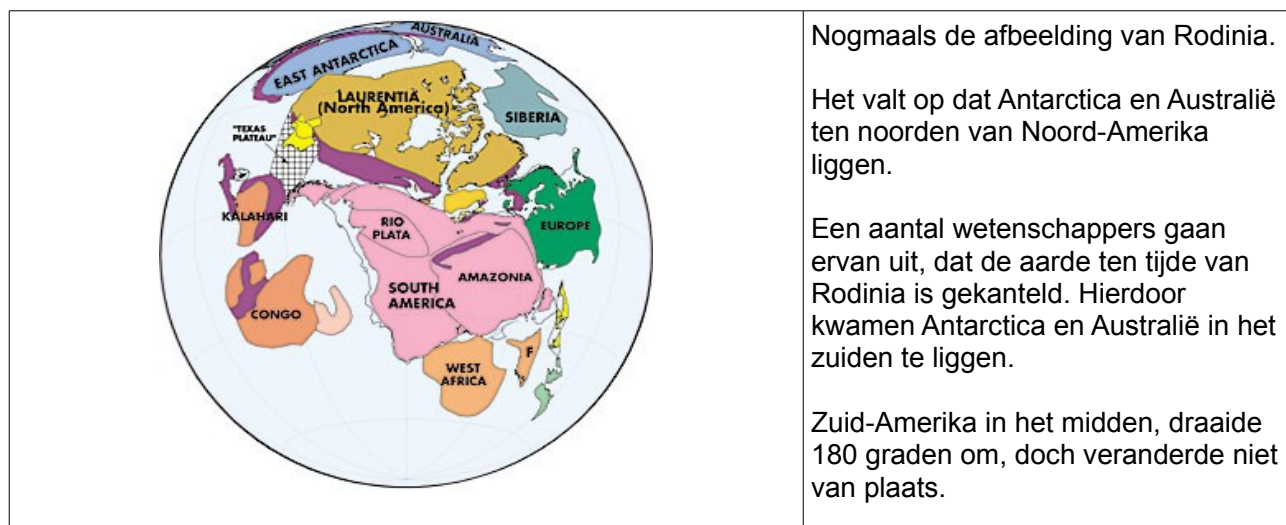 AUSTRALIA
EAST ANTARCTICA
LAURENTIA
(North America)
SIBERIA
"TEXAS
PLATEAU"
KALAHARI
RIO
PLATA
EUROPE
AMAZONIA
SOUTH
AMERICA
CONGO
WEST
AFRICA
F
Nogmaals de afbeelding van Rodinia.
Het valt op dat Antarctica en Australië
ten noorden van Noord-Amerika
liggen.
Een aantal wetenschappers gaan
ervan uit, dat de aarde ten tijde van
Rodinia is gekanteld. Hierdoor
kwamen Antarctica en Australië in het
zuiden te liggen.
Zuid-Amerika in het midden, draaide
180 graden om, doch veranderde niet
van plaats.